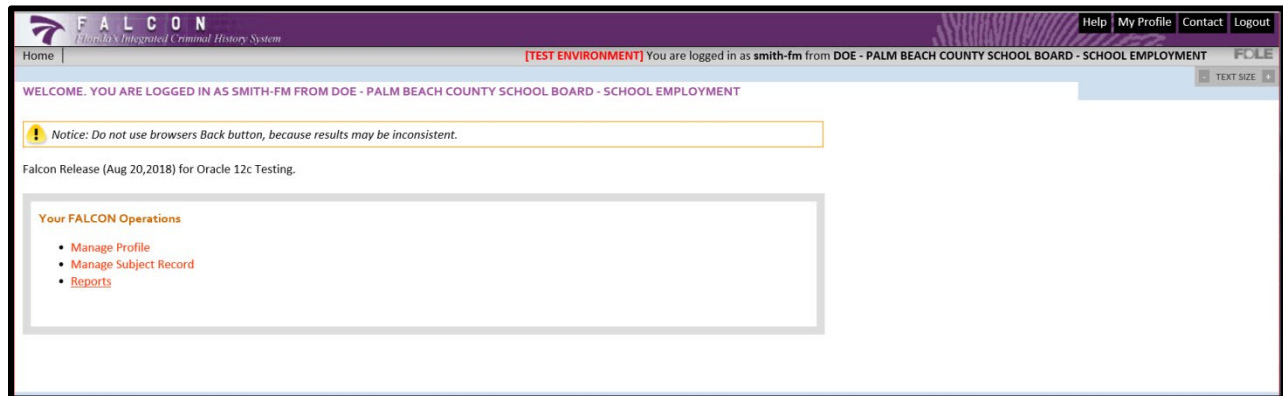 FALCON
Florida's Integrated Criminal History System
Help My Profile Contact Logout
Home
[TEST ENVIRONMENT] You are logged in as smith-fm from DOE - PALM BEACH COUNTY SCHOOL BOARD - SCHOOL EMPLOYMENT FDLE
- TEXT SIZE +
WELCOME. YOU ARE LOGGED IN AS SMITH-FM FROM DOE - PALM BEACH COUNTY SCHOOL BOARD - SCHOOL EMPLOYMENT
! Notice: Do not use browsers Back button, because results may be inconsistent.
Falcon Release (Aug 20,2018) for Oracle 12c Testing.
Your FALCON Operations
• Manage Profile
• Manage Subject Record
• Reports